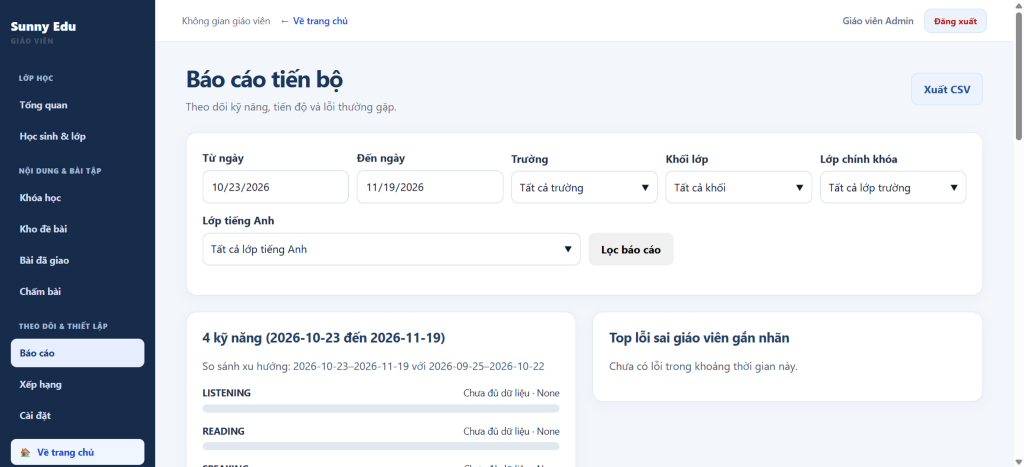 Sunny Edu
GIÁO VIÊN
LỚP HỌC
Tổng quan
Học sinh & lớp
NỘI DUNG & BÀI TẬP
Khóa học
Kho đề bài
Bài đã giao
Chấm bài
THEO DÕI & THIẾT LẬP
Báo cáo
Xếp hạng
Cài đặt
Về trang chủ
Không gian giáo viên ← Về trang chủ
Giáo viên Admin Đăng xuất
Báo cáo tiến bộ
Theo dõi kỹ năng, tiến độ và lỗi thường gặp.
Xuất CSV
Từ ngày Đến ngày Trường Khối lớp Lớp chính khóa
10/23/2026 11/19/2026 Tất cả trường Tất cả khối Tất cả lớp trường
Lớp tiếng Anh
Tất cả lớp tiếng Anh Lọc báo cáo
4 kỹ năng (2026-10-23 đến 2026-11-19)
So sánh xu hướng: 2026-10-23–2026-11-19 với 2026-09-25–2026-10-22
LISTENING Chưa đủ dữ liệu · None
READING Chưa đủ dữ liệu · None
SPEAKING Chưa đủ dữ liệu · None
Top lỗi sai giáo viên gắn nhãn
Chưa có lỗi trong khoảng thời gian này.